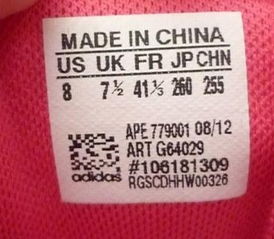 MADE IN CHINA
US UK FR JP CHN
8 7½ 41⅓ 260 255
APE 779001 08/12
ART G64029
#106181309
adidas
RGSCDHHW00326